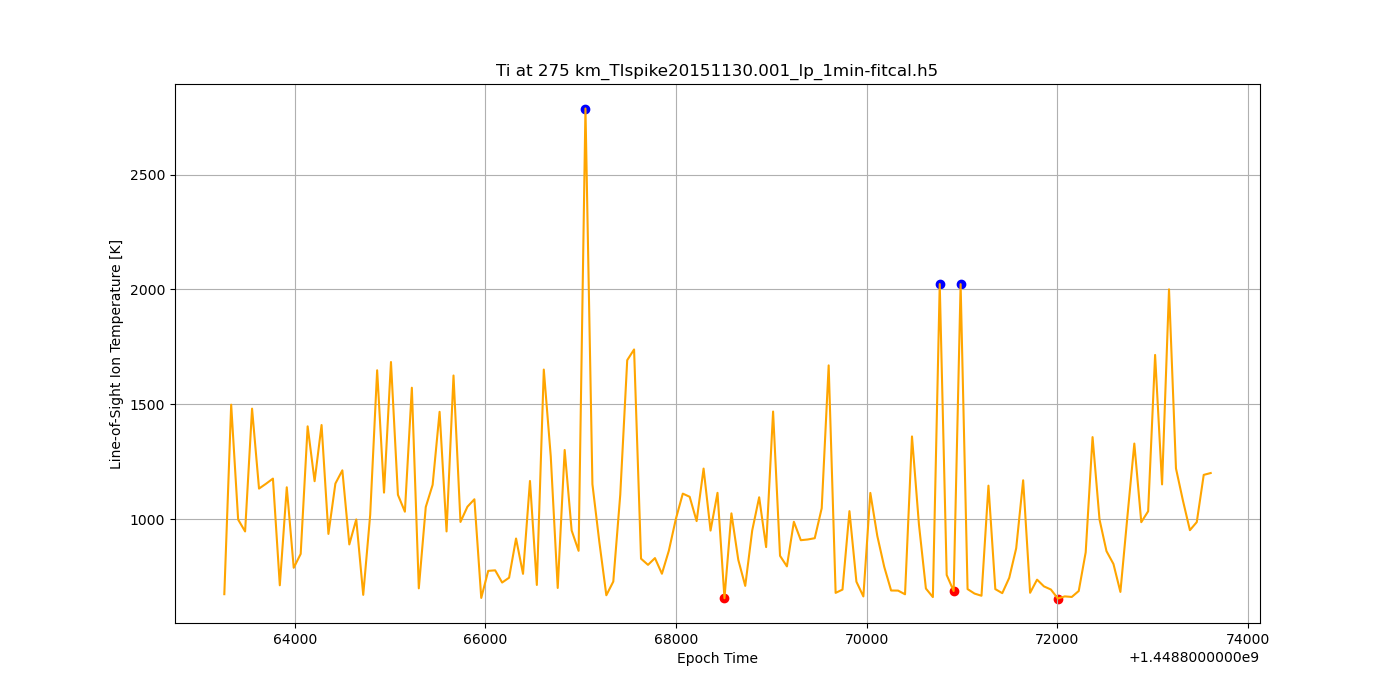 Ti at 275 km_TIspike20151130.001_lp_1min-fitcal.h5
Line-of-Sight Ion Temperature [K]
2500
2000
1500
1000
64000 66000 68000 70000 72000 74000
Epoch Time
+1.4488000000e9